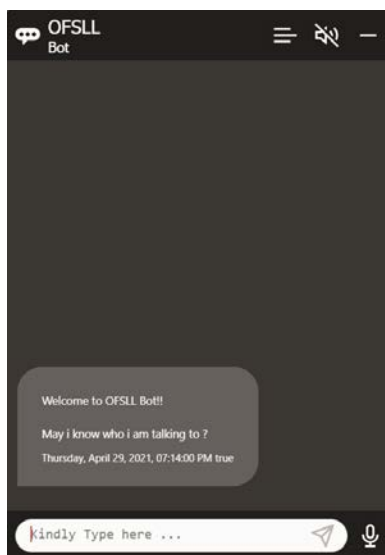 OFSLL
Bot
Welcome to OFSLL Bot!!
May i know who i am talking to ?
Thursday, April 29, 2021, 07:14:00 PM true
Kindly Type here ...